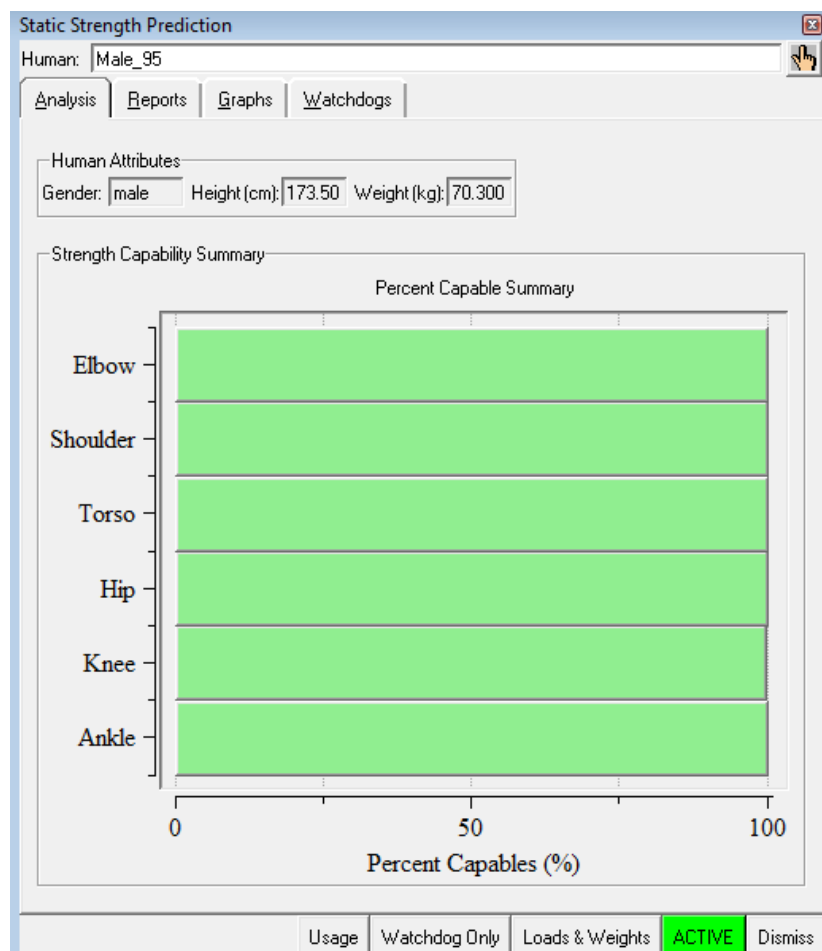 Static Strength Prediction
Human: Male_95
Analysis Reports Graphs Watchdogs
Human Attributes
Gender: male Height (cm): 173.50 Weight (kg): 70.300
Strength Capability Summary
Percent Capable Summary
Elbow
Shoulder
Torso
Hip
Knee
Ankle
0 50 100
Percent Capables (%)
Usage Watchdog Only Loads & Weights ACTIVE Dismiss